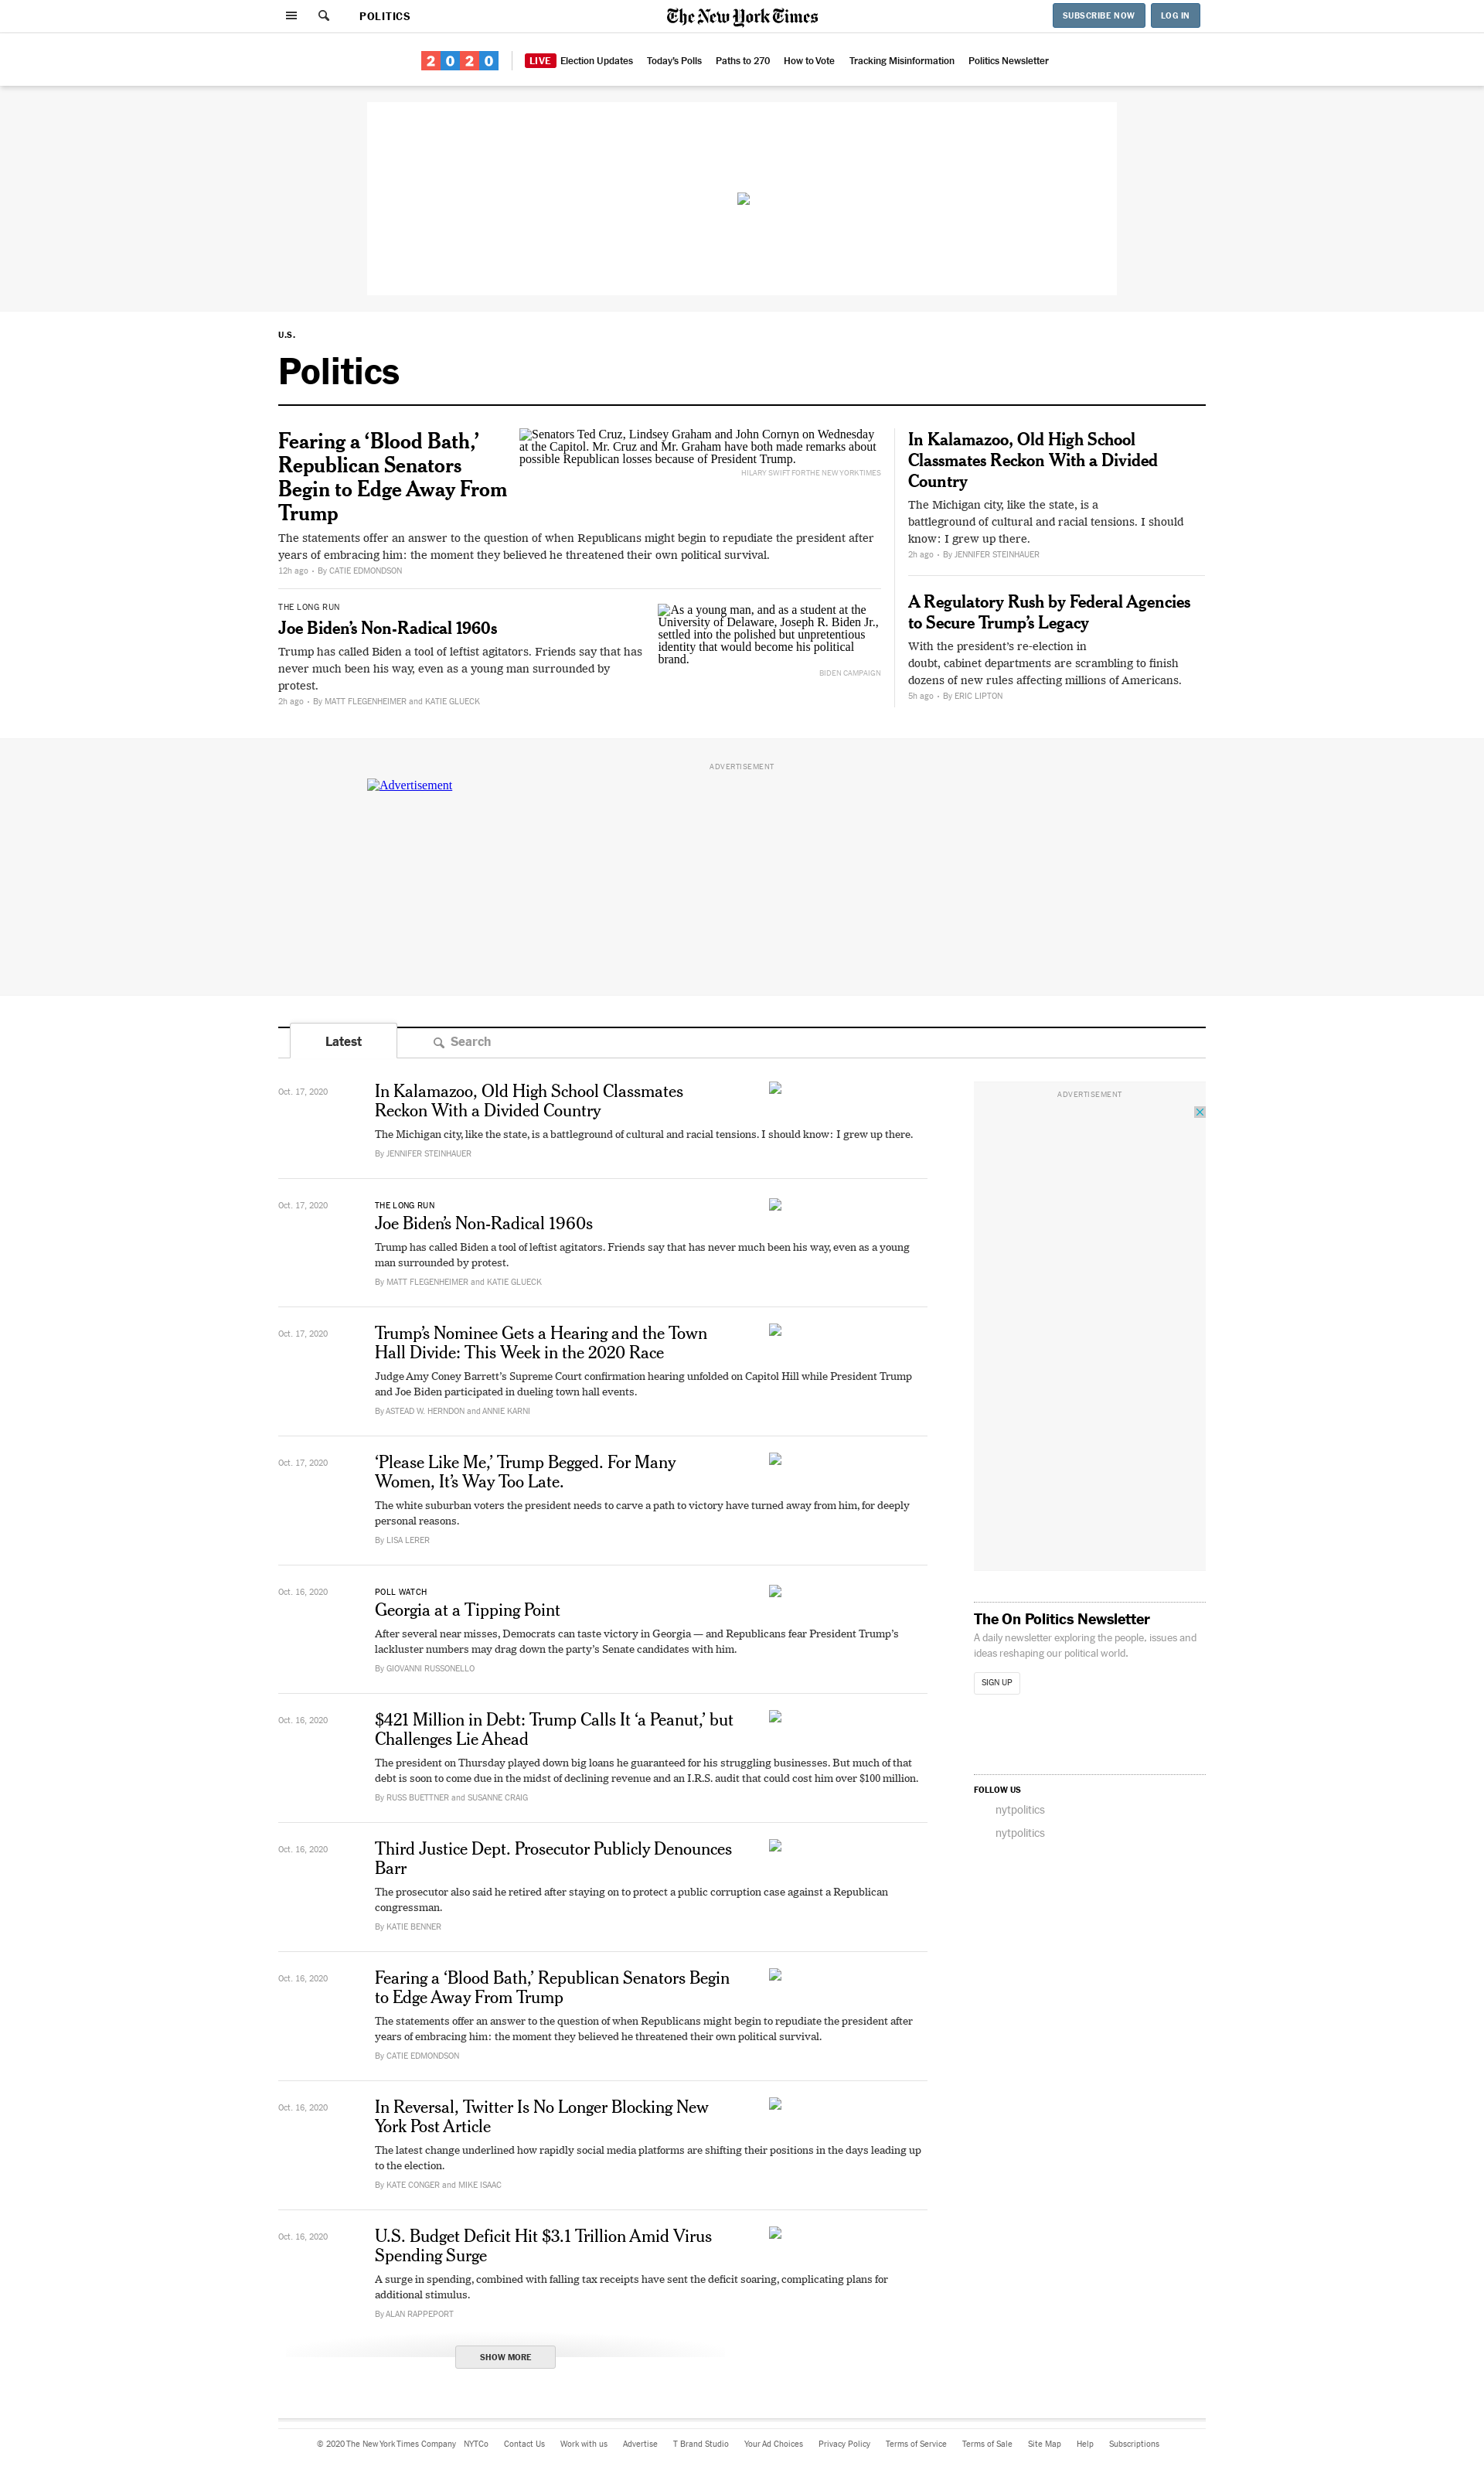 POLITICS
The New York Times
SUBSCRIBE NOW
LOG IN
2020
LIVE Election Updates
Today's Polls
Paths to 270
How to Vote
Tracking Misinformation
Politics Newsletter
U.S.
Politics
Fearing a ‘Blood Bath,’
Republican Senators
Begin to Edge Away From
Trump
Senators Ted Cruz, Lindsey Graham and John Cornyn on Wednesday
at the Capitol. Mr. Cruz and Mr. Graham have both made remarks about
possible Republican losses because of President Trump.
HILARY SWIFT FOR THE NEW YORK TIMES
The statements offer an answer to the question of when Republicans might begin to repudiate the president after
years of embracing him: the moment they believed he threatened their own political survival.
12h ago • By CATIE EDMONDSON
THE LONG RUN
Joe Biden’s Non-Radical 1960s
Trump has called Biden a tool of leftist agitators. Friends say that has
never much been his way, even as a young man surrounded by
protest.
2h ago • By MATT FLEGENHEIMER and KATIE GLUECK
As a young man, and as a student at the
University of Delaware, Joseph R. Biden Jr.,
settled into the polished but unpretentious
identity that would become his political
brand.
BIDEN CAMPAIGN
In Kalamazoo, Old High School
Classmates Reckon With a Divided
Country
The Michigan city, like the state, is a
battleground of cultural and racial tensions. I should
know: I grew up there.
2h ago • By JENNIFER STEINHAUER
A Regulatory Rush by Federal Agencies
to Secure Trump’s Legacy
With the president’s re-election in
doubt, cabinet departments are scrambling to finish
dozens of new rules affecting millions of Americans.
5h ago • By ERIC LIPTON
ADVERTISEMENT
Advertisement
Latest
Search
Oct. 17, 2020
In Kalamazoo, Old High School Classmates
Reckon With a Divided Country
The Michigan city, like the state, is a battleground of cultural and racial tensions. I should know: I grew up there.
By JENNIFER STEINHAUER
Oct. 17, 2020
THE LONG RUN
Joe Biden’s Non-Radical 1960s
Trump has called Biden a tool of leftist agitators. Friends say that has never much been his way, even as a young
man surrounded by protest.
By MATT FLEGENHEIMER and KATIE GLUECK
Oct. 17, 2020
Trump’s Nominee Gets a Hearing and the Town
Hall Divide: This Week in the 2020 Race
Judge Amy Coney Barrett’s Supreme Court confirmation hearing unfolded on Capitol Hill while President Trump
and Joe Biden participated in dueling town hall events.
By ASTEAD W. HERNDON and ANNIE KARNI
Oct. 17, 2020
‘Please Like Me,’ Trump Begged. For Many
Women, It’s Way Too Late.
The white suburban voters the president needs to carve a path to victory have turned away from him, for deeply
personal reasons.
By LISA LERER
Oct. 16, 2020
POLL WATCH
Georgia at a Tipping Point
After several near misses, Democrats can taste victory in Georgia — and Republicans fear President Trump’s
lackluster numbers may drag down the party’s Senate candidates with him.
By GIOVANNI RUSSONELLO
Oct. 16, 2020
$421 Million in Debt: Trump Calls It ‘a Peanut,’ but
Challenges Lie Ahead
The president on Thursday played down big loans he guaranteed for his struggling businesses. But much of that
debt is soon to come due in the midst of declining revenue and an I.R.S. audit that could cost him over $100 million.
By RUSS BUETTNER and SUSANNE CRAIG
Oct. 16, 2020
Third Justice Dept. Prosecutor Publicly Denounces
Barr
The prosecutor also said he retired after staying on to protect a public corruption case against a Republican
congressman.
By KATIE BENNER
Oct. 16, 2020
Fearing a ‘Blood Bath,’ Republican Senators Begin
to Edge Away From Trump
The statements offer an answer to the question of when Republicans might begin to repudiate the president after
years of embracing him: the moment they believed he threatened their own political survival.
By CATIE EDMONDSON
Oct. 16, 2020
In Reversal, Twitter Is No Longer Blocking New
York Post Article
The latest change underlined how rapidly social media platforms are shifting their positions in the days leading up
to the election.
By KATE CONGER and MIKE ISAAC
Oct. 16, 2020
U.S. Budget Deficit Hit $3.1 Trillion Amid Virus
Spending Surge
A surge in spending, combined with falling tax receipts have sent the deficit soaring, complicating plans for
additional stimulus.
By ALAN RAPPEPORT
SHOW MORE
ADVERTISEMENT
The On Politics Newsletter
A daily newsletter exploring the people, issues and
ideas reshaping our political world.
SIGN UP
FOLLOW US
nytpolitics
nytpolitics
© 2020 The New York Times Company
NYTCo
Contact Us
Work with us
Advertise
T Brand Studio
Your Ad Choices
Privacy Policy
Terms of Service
Terms of Sale
Site Map
Help
Subscriptions